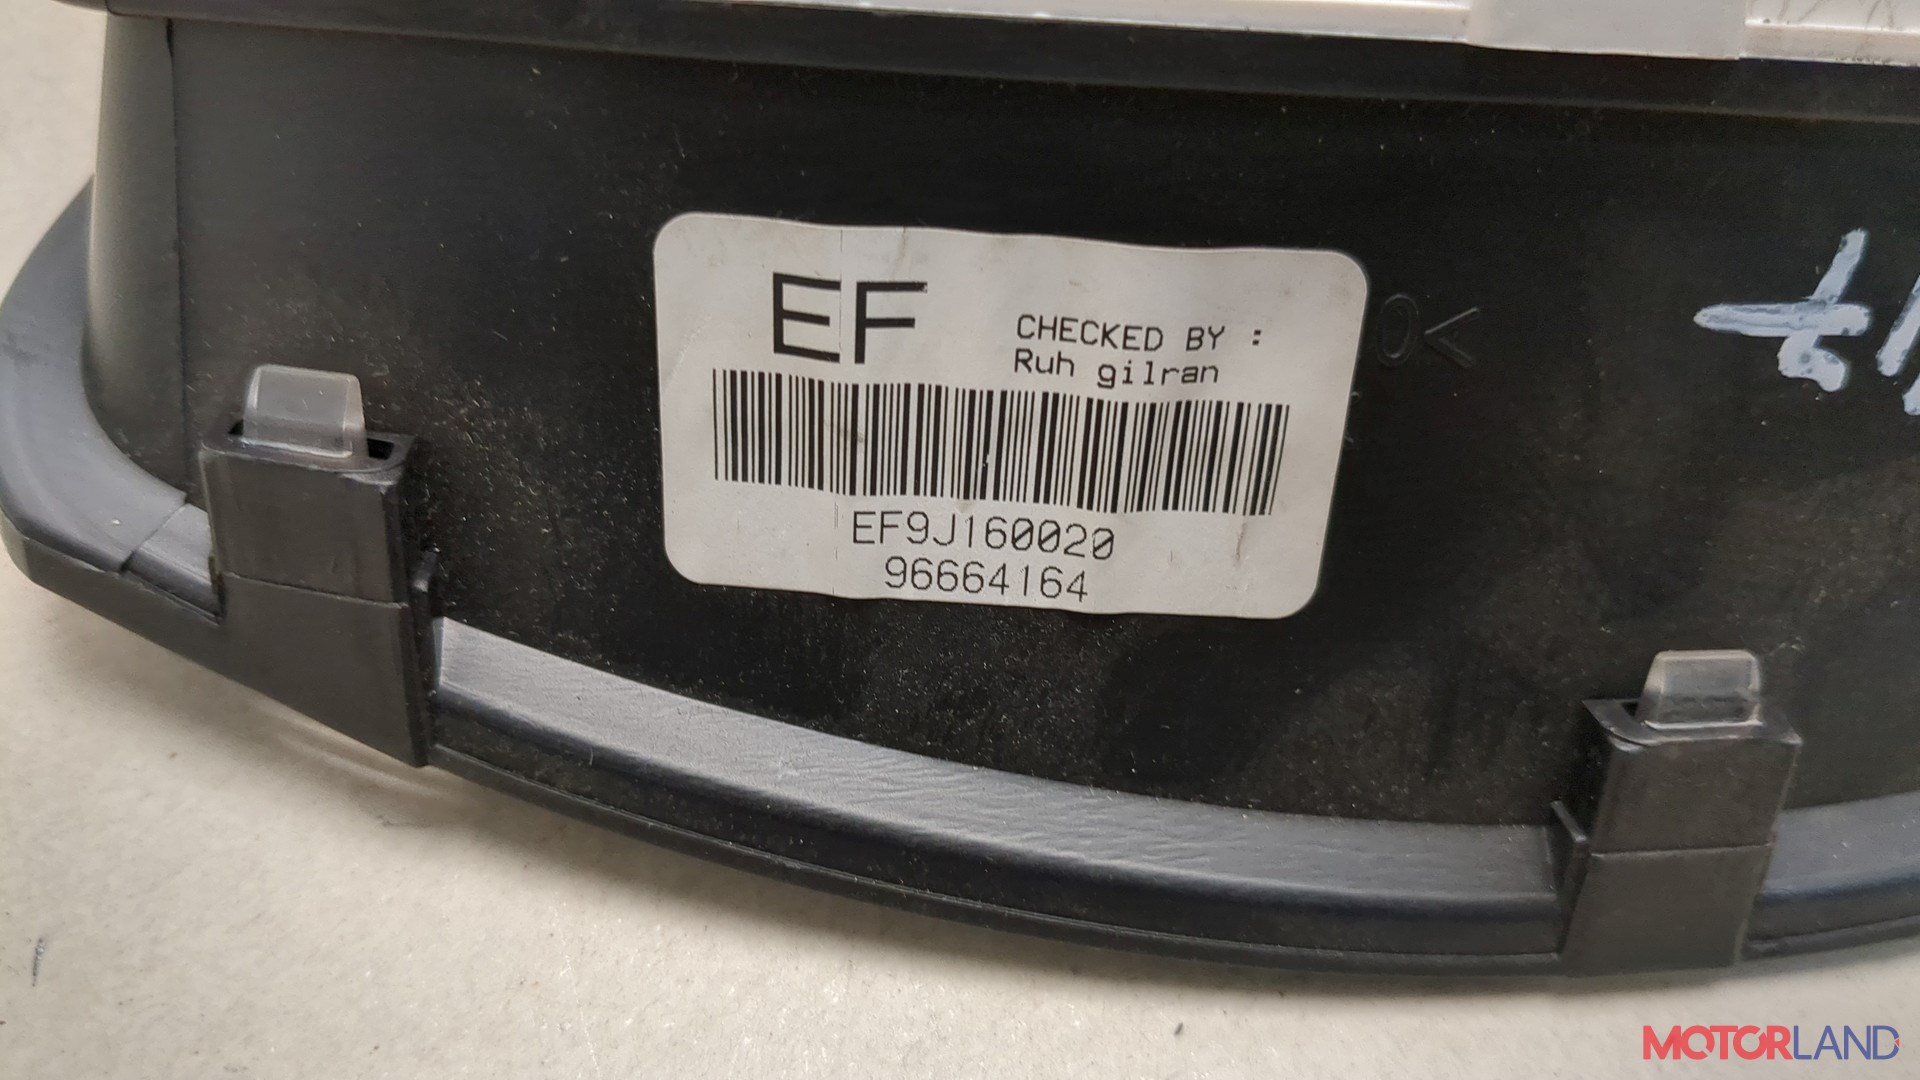 EF
CHECKED BY :
Ruh gilran
EF9J160020
96664164
O<
MOTORLAND